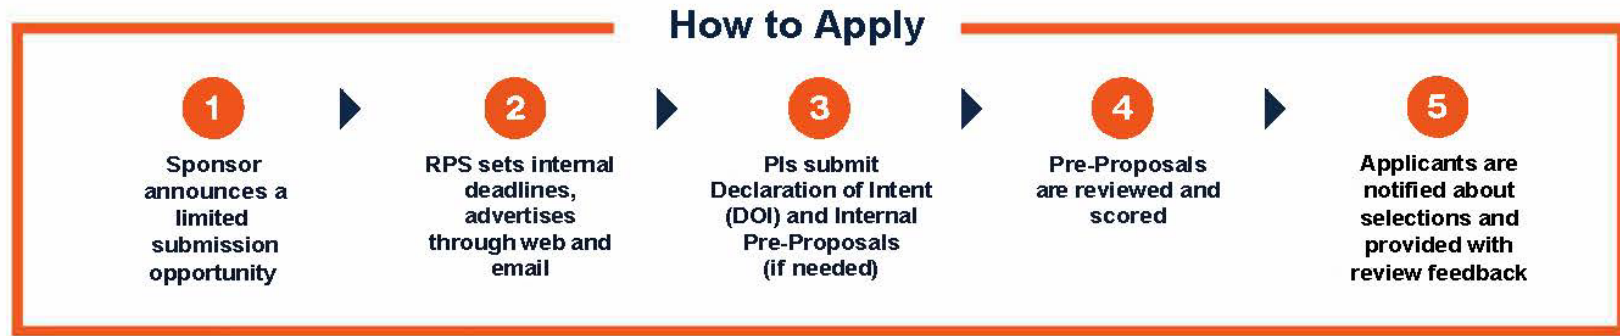 How to Apply
1
Sponsor
announces a
limited
submission
opportunity
2
RPS sets internal
deadlines,
advertises
through web and
email
3
PIs submit
Declaration of Intent
(DOI) and Internal
Pre-Proposals
(if needed)
4
Pre-Proposals
are reviewed and
scored
5
Applicants are
notified about
selections and
provided with
review feedback